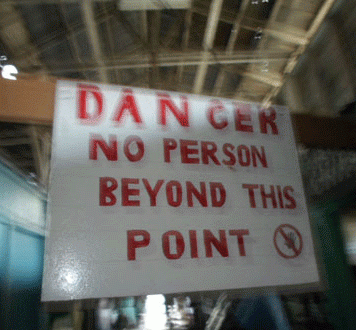 DANGER
NO PERSON
BEYOND THIS
POINT